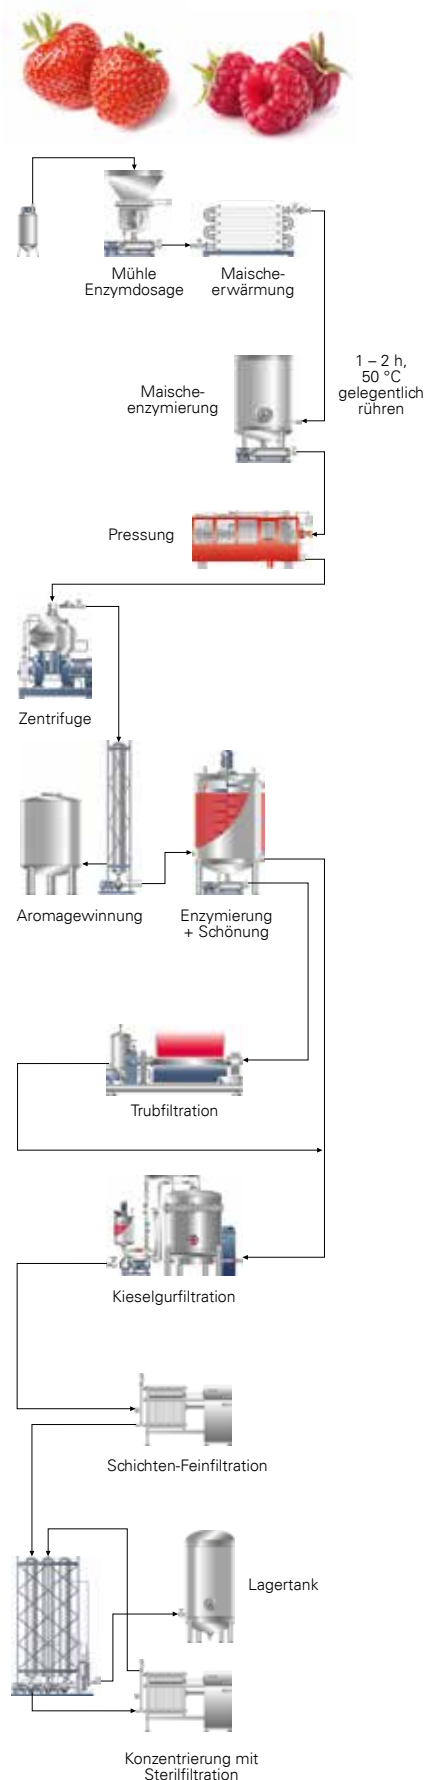 Mühle
Enzymdosage
Maische-
erwärmung
1 – 2 h,
50 °C
gelegentlich
rühren
Maische-
enzymierung
Pressung
Zentrifuge
Aromagewinnung
Enzymierung
+ Schönung
Trubfiltration
Kieselgurfiltration
Schichten-Feinfiltration
Lagertank
Konzentrierung mit
Sterilfiltration